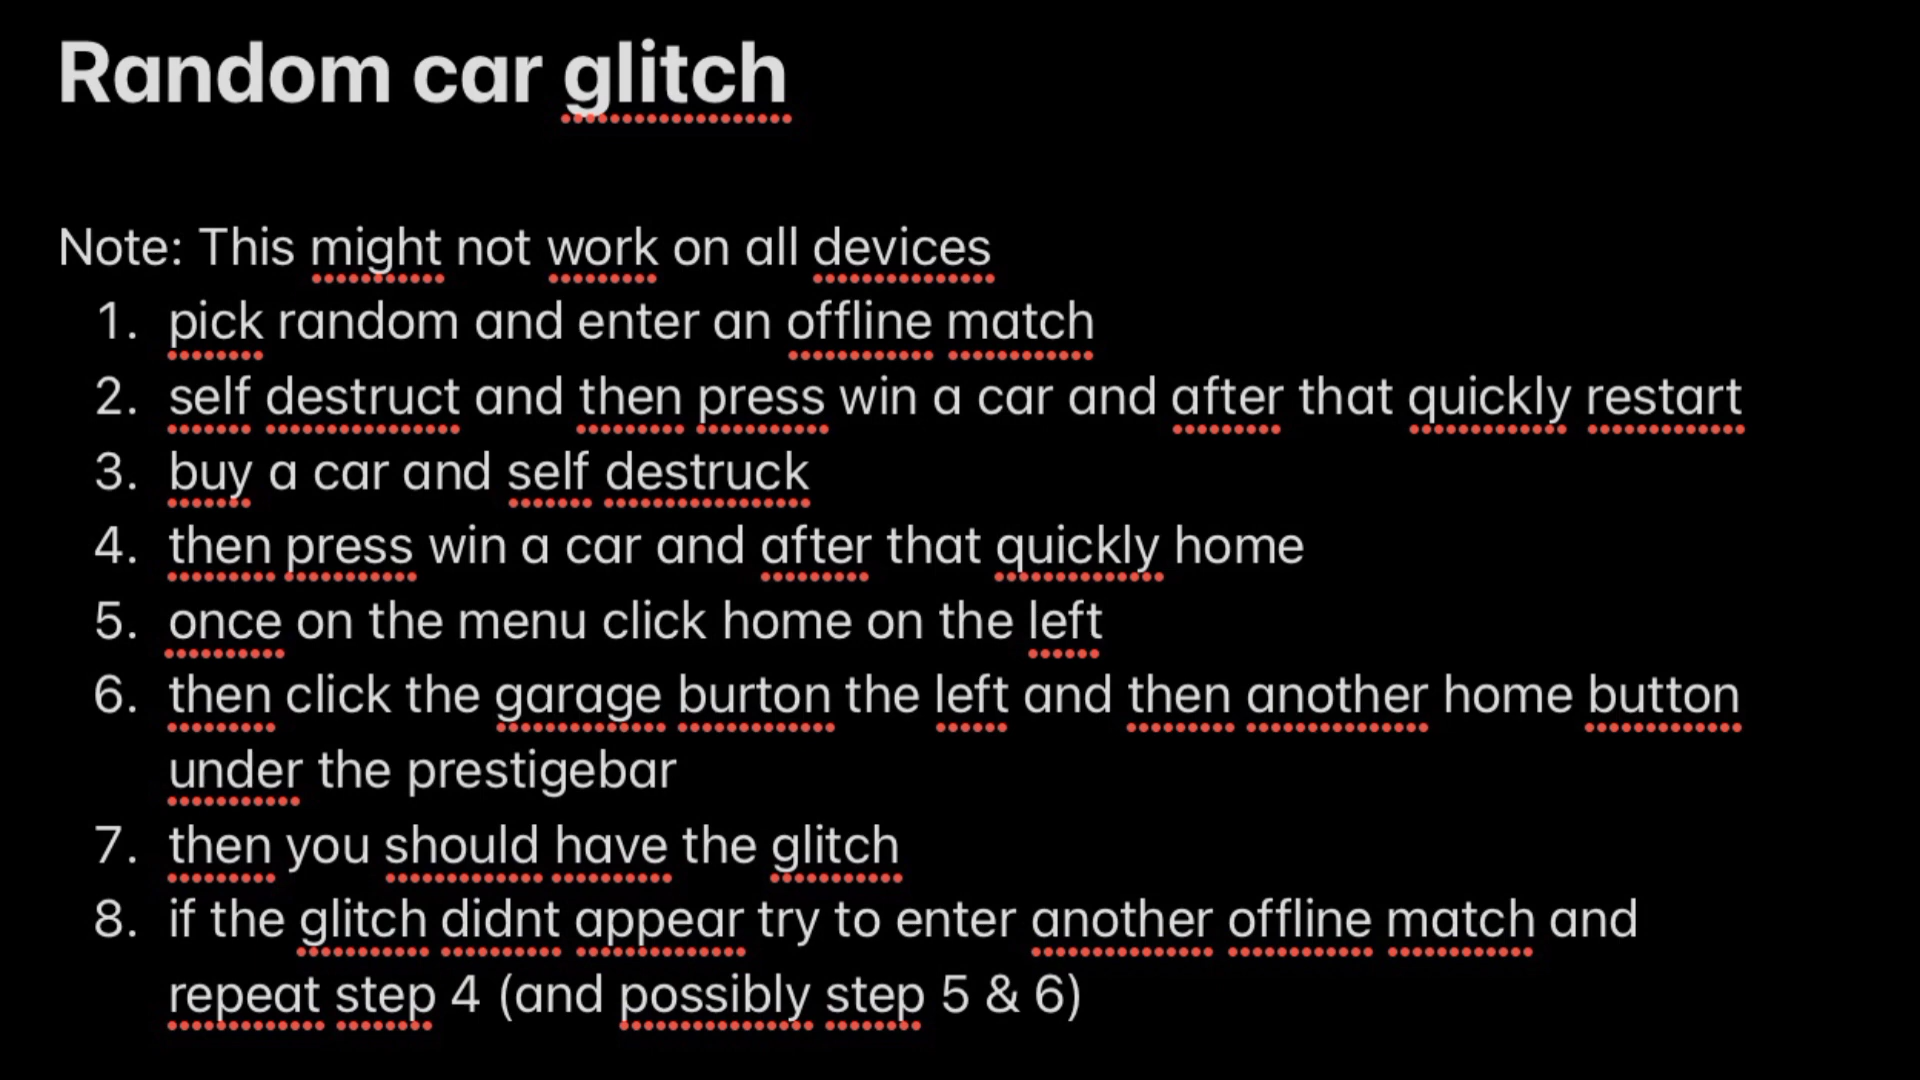 Random car glitch
Note: This might not work on all devices
1. pick random and enter an offline match
2. self destruct and then press win a car and after that quickly restart
3. buy a car and self destruck
4. then press win a car and after that quickly home
5. once on the menu click home on the left
6. then click the garage burton the left and then another home button
under the prestigebar
7. then you should have the glitch
8. if the glitch didnt appear try to enter another offline match and
repeat step 4 (and possibly step 5 & 6)